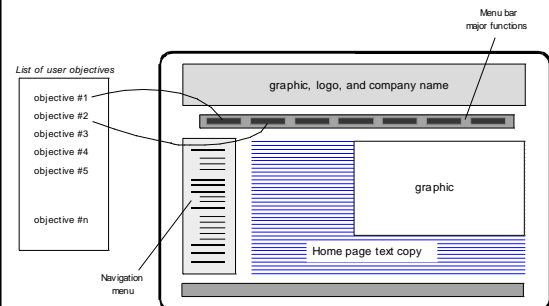 Menu bar
major functions
List of user objectives
graphic, logo, and company name
objective #1
objective #2
objective #3
objective #4
objective #5
graphic
objective #n
Home page text copy
Navigation
menu